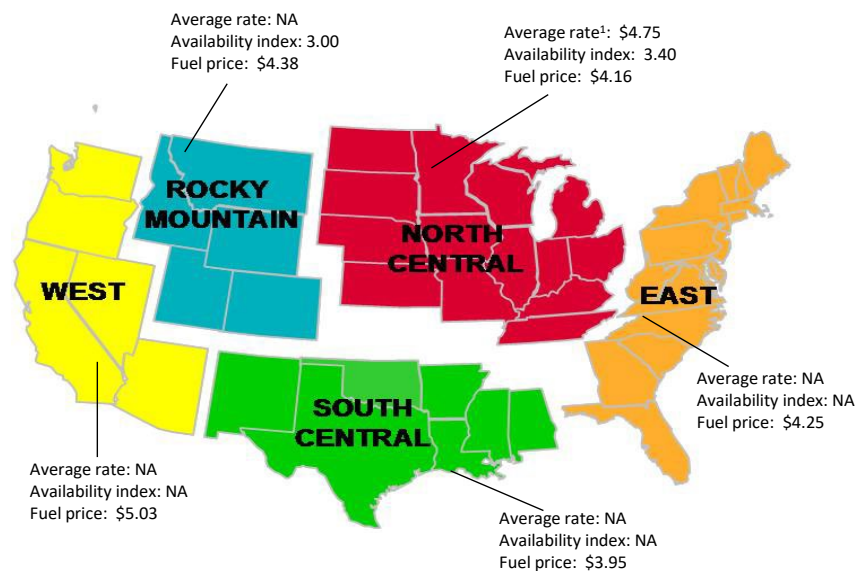 Average rate: NA
Availability index: 3.00
Fuel price: $4.38
Average rate¹: $4.75
Availability index: 3.40
Fuel price: $4.16
ROCKY
MOUNTAIN
NORTH
CENTRAL
WEST
EAST
SOUTH
CENTRAL
Average rate: NA
Availability index: NA
Fuel price: $4.25
Average rate: NA
Availability index: NA
Fuel price: $5.03
Average rate: NA
Availability index: NA
Fuel price: $3.95